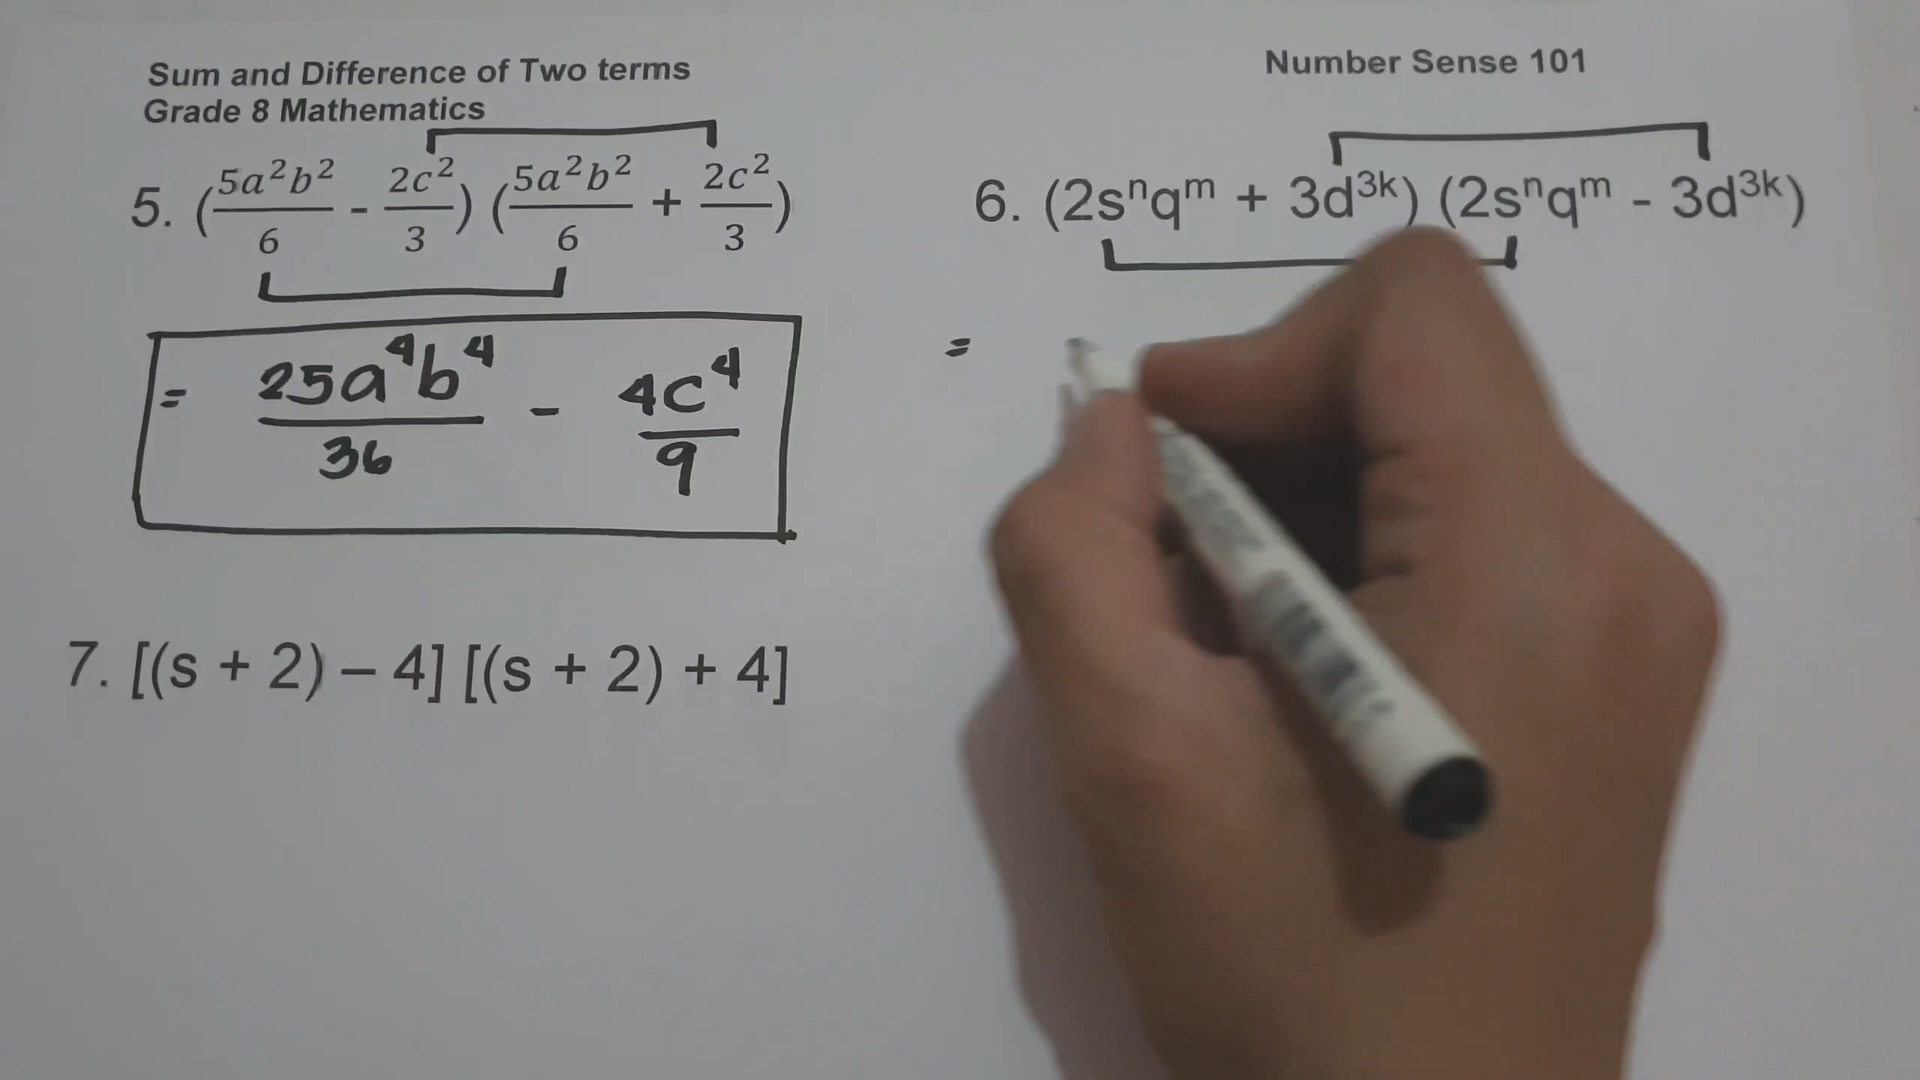 Sum and Difference of Two terms
Grade 8 Mathematics
Number Sense 101
5. (5a²b²/6 - 2c²/3) (5a²b²/6 + 2c²/3)
= 25a⁴b⁴/36 - 4c⁴/9
6. (2sⁿqᵐ + 3d³ᵏ) (2sⁿqᵐ - 3d³ᵏ)
=
7. [(s + 2) – 4] [(s + 2) + 4]